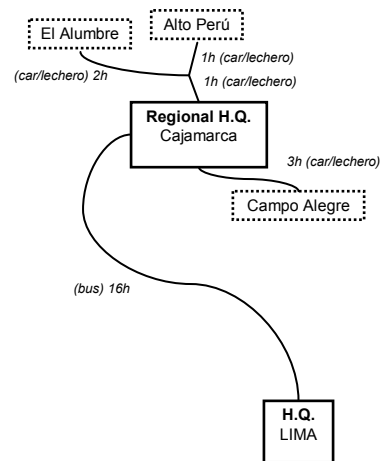 Alto Perú
El Alumbre
1h (car/lechero)
(car/lechero) 2h
1h (car/lechero)
Regional H.Q.
Cajamarca
3h (car/lechero)
Campo Alegre
(bus) 16h
H.Q.
LIMA